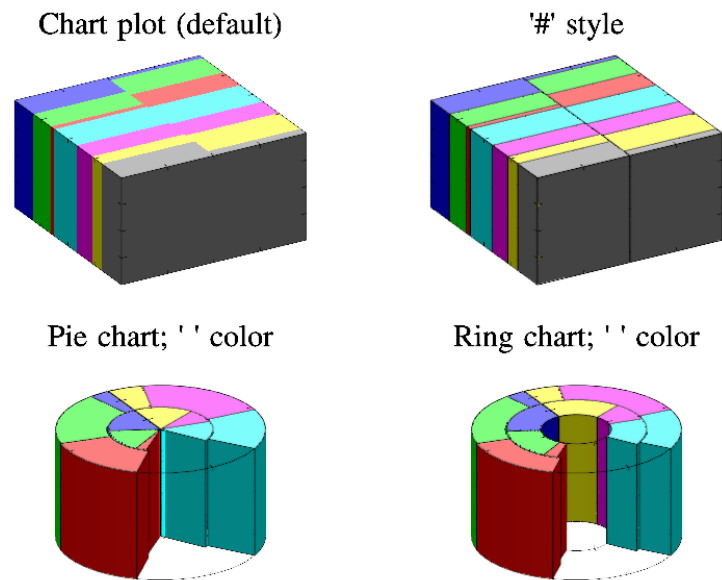 Chart plot (default)
'#' style
Pie chart; ' ' color
Ring chart; ' ' color